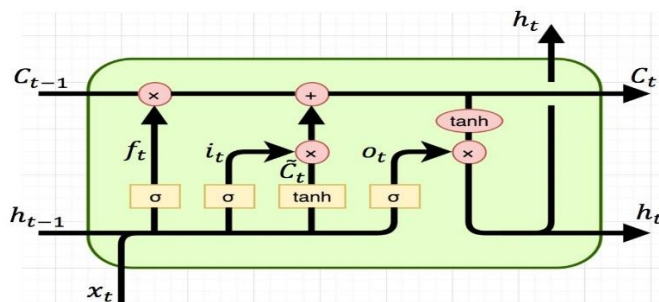 h_t
C_{t-1} × + C_t
tanh
f_t i_t × o_t ×
C̃_t
σ σ tanh σ
h_{t-1} h_t
x_t